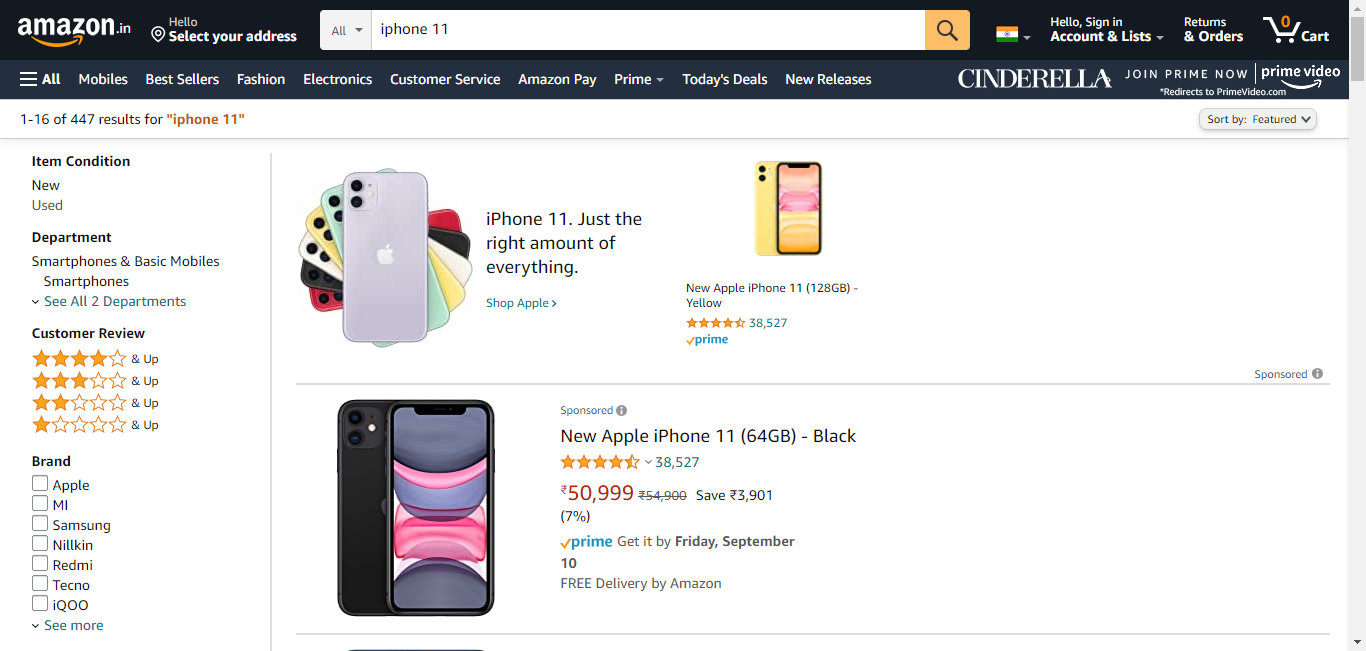 amazon.in
Hello
Select your address
All
iphone 11
Hello, Sign in
Account & Lists
Returns
& Orders
0
Cart
All
Mobiles
Best Sellers
Fashion
Electronics
Customer Service
Amazon Pay
Prime
Today's Deals
New Releases
CINDERELLA
JOIN PRIME NOW
prime video
*Redirects to PrimeVideo.com
1-16 of 447 results for "iphone 11"
Sort by: Featured
Item Condition
New
Used
Department
Smartphones & Basic Mobiles
Smartphones
See All 2 Departments
Customer Review
& Up
& Up
& Up
& Up
Brand
Apple
MI
Samsung
Nillkin
Redmi
Tecno
iQOO
See more
iPhone 11. Just the
right amount of
everything.
Shop Apple ›
New Apple iPhone 11 (128GB) -
Yellow
38,527
prime
Sponsored
Sponsored
New Apple iPhone 11 (64GB) - Black
38,527
₹50,999 ₹54,900 Save ₹3,901
(7%)
prime Get it by Friday, September
10
FREE Delivery by Amazon